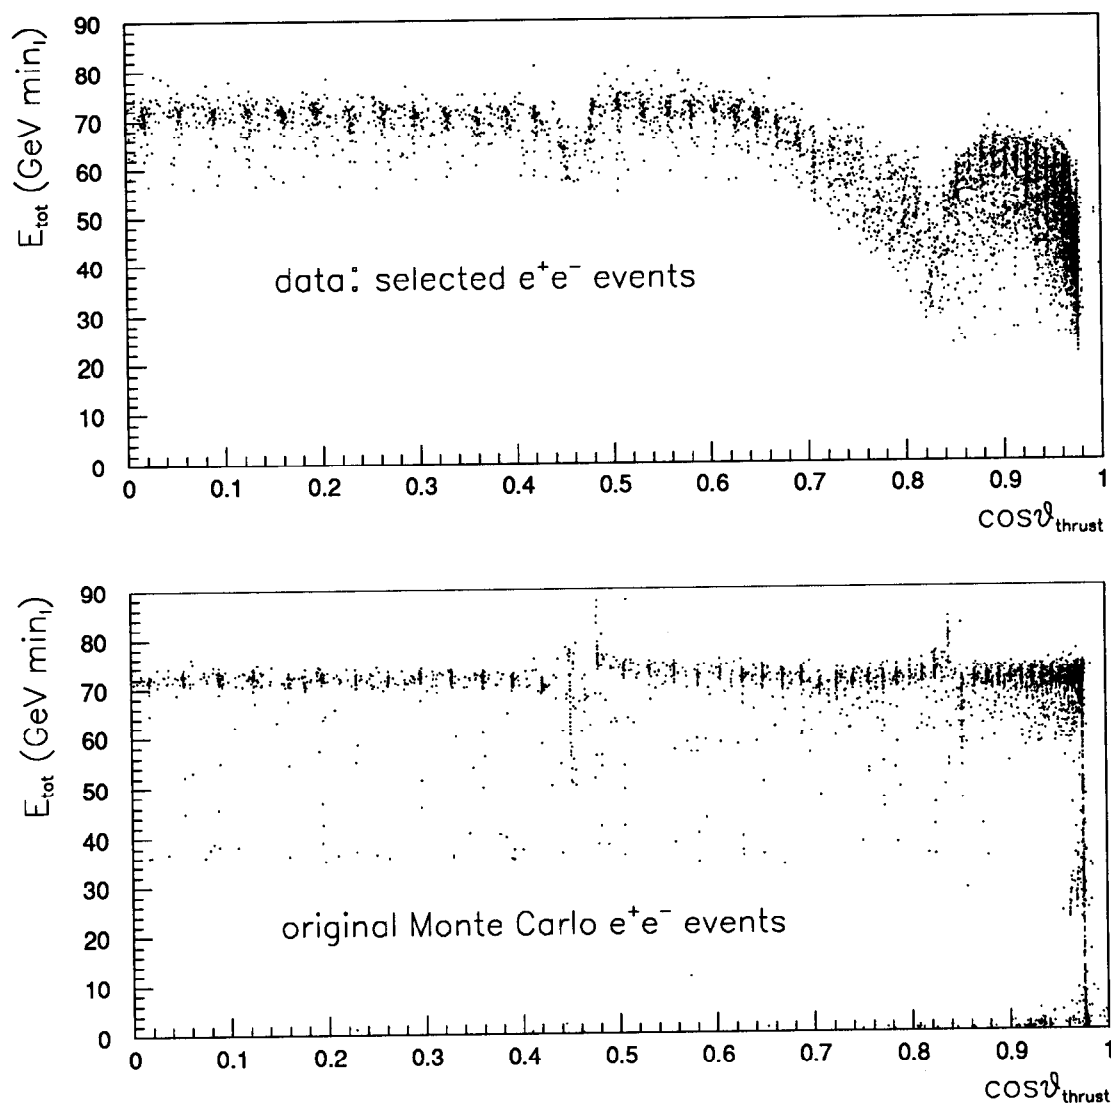 E_tot (GeV min_I)
90
80
70
60
50
40
30
20
10
0
data: selected e⁺e⁻ events
0 0.1 0.2 0.3 0.4 0.5 0.6 0.7 0.8 0.9 1
cosϑ_thrust
E_tot (GeV min_I)
90
80
70
60
50
40
30
20
10
0
original Monte Carlo e⁺e⁻ events
0 0.1 0.2 0.3 0.4 0.5 0.6 0.7 0.8 0.9 1
cosϑ_thrust